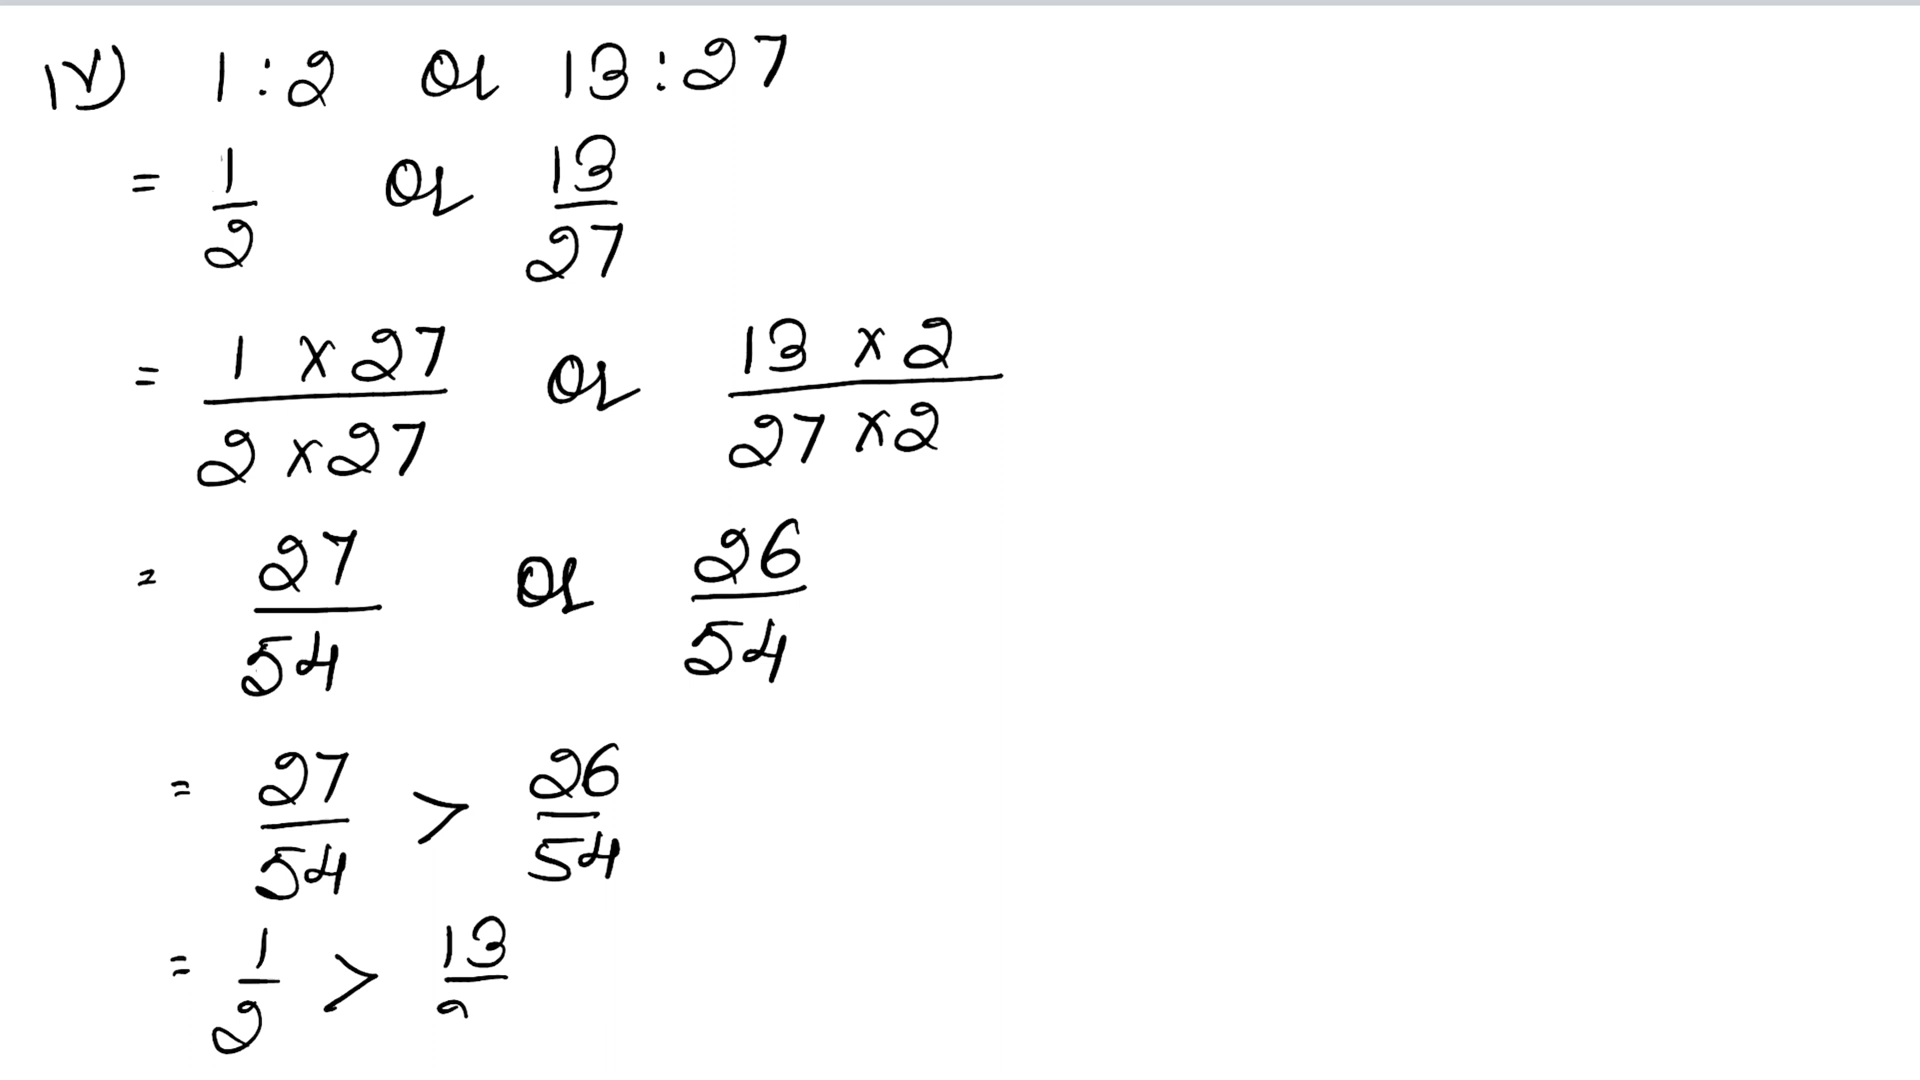 IV) 1 : 2 or 13 : 27
= 1/2 or 13/27
= 1 × 27 / 2 × 27 or 13 × 2 / 27 × 2
= 27/54 or 26/54
= 27/54 > 26/54
= 1/2 > 13/2